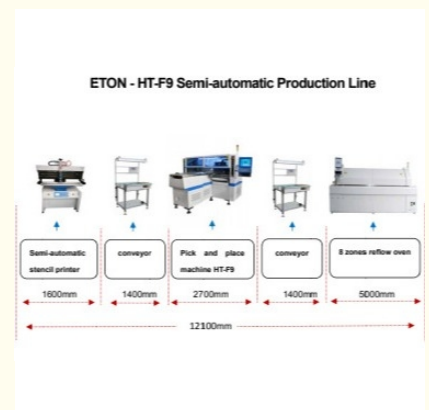 ETON - HT-F9 Semi-automatic Production Line
Semi-automatic
stencil printer
conveyor
Pick and place
machine HT-F9
conveyor
8 zones reflow oven
1600mm
1400mm
2700mm
1400mm
5000mm
12100mm